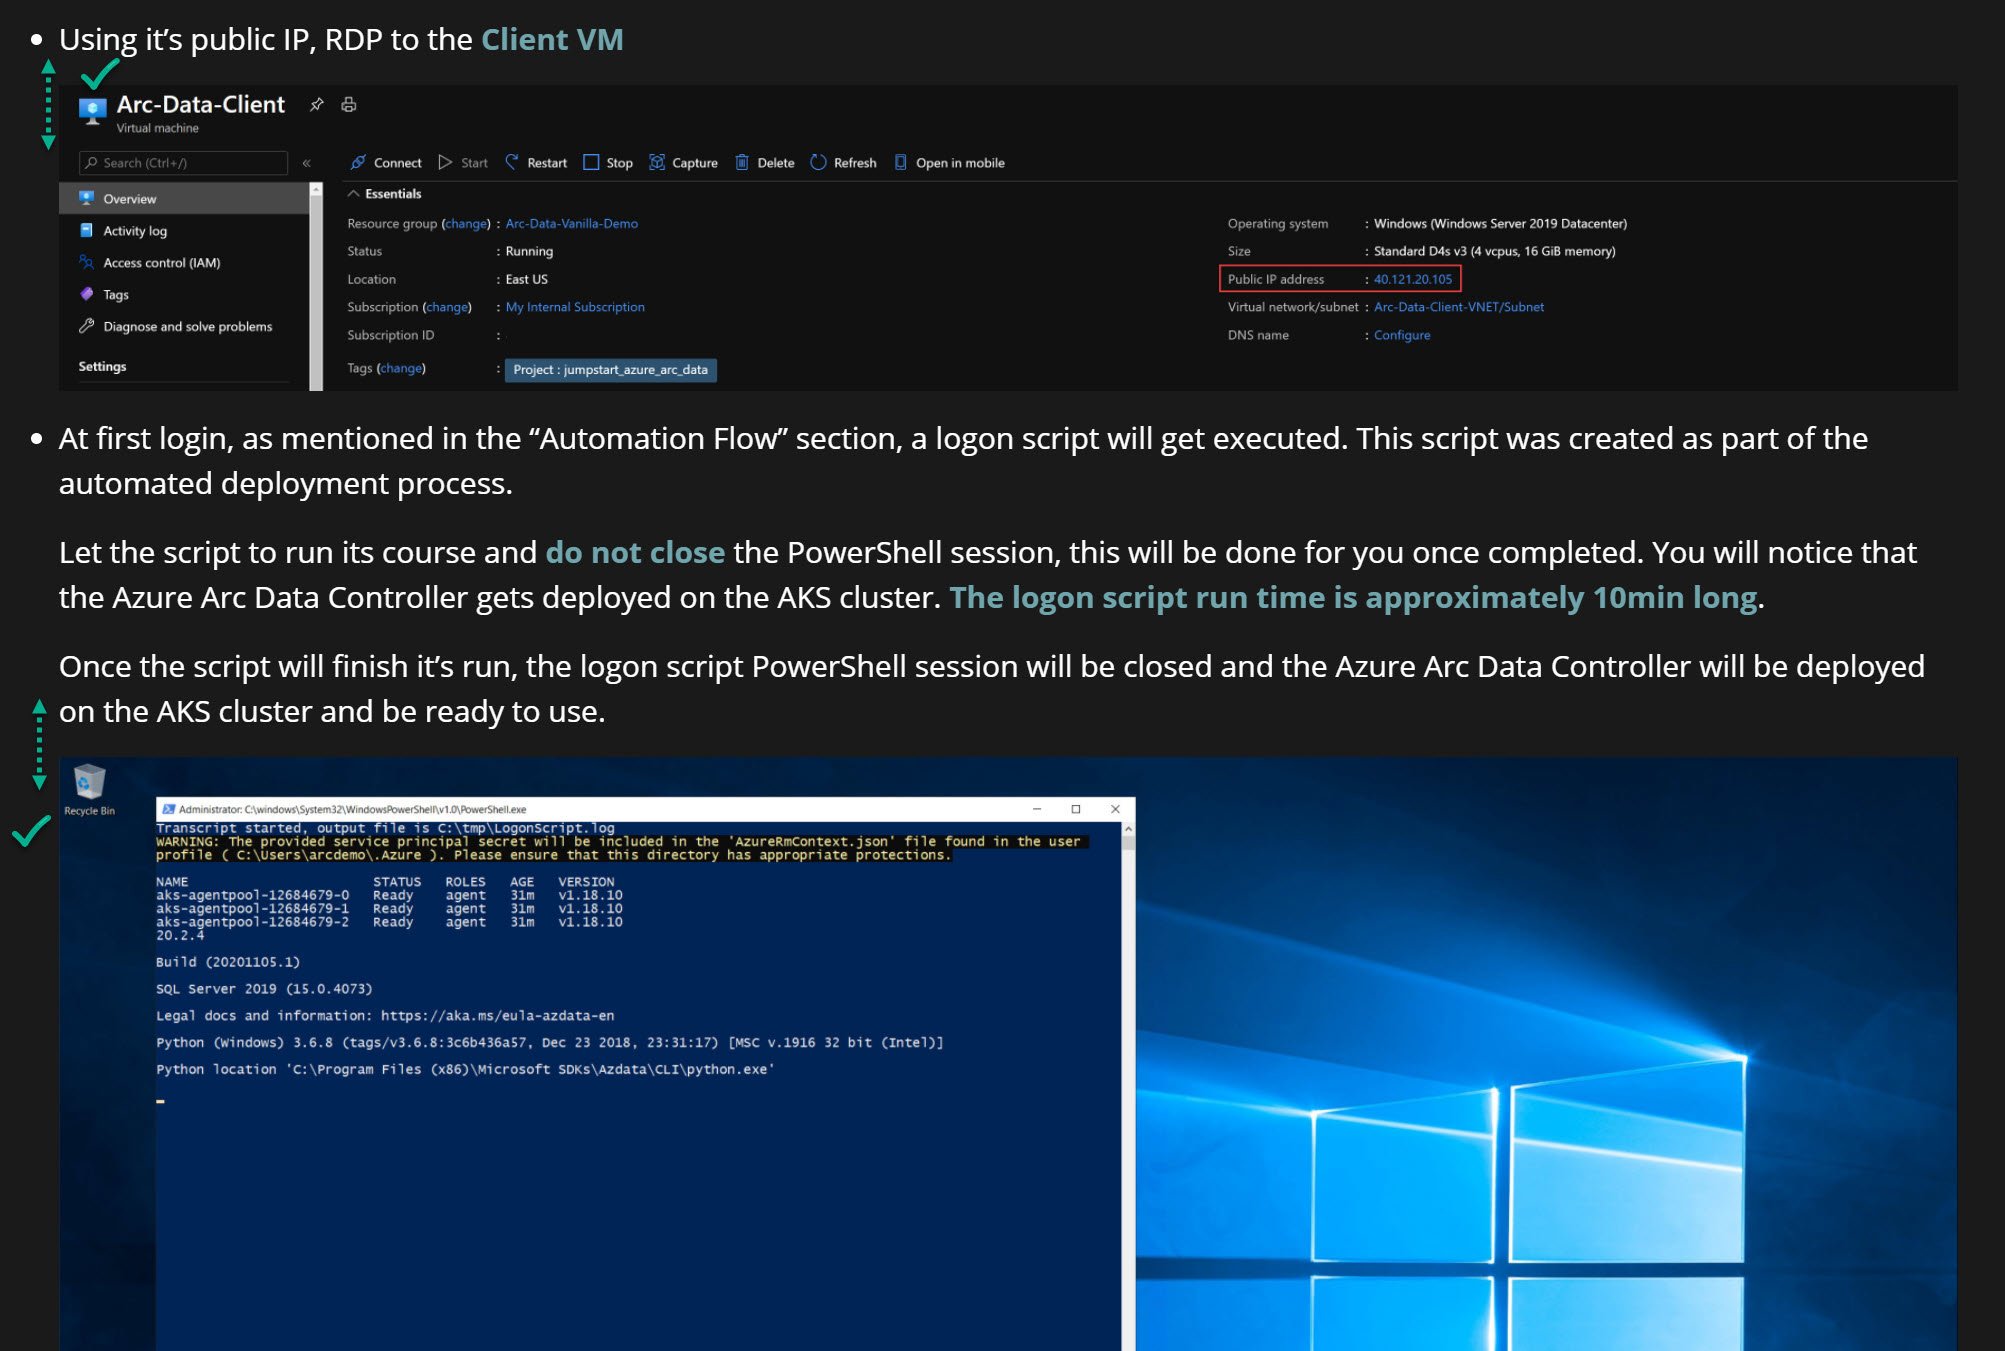 Using it’s public IP, RDP to the Client VM
Arc-Data-Client
Virtual machine
Search (Ctrl+/)
«
Connect Start Restart Stop Capture Delete Refresh Open in mobile
Overview
Activity log
Access control (IAM)
Tags
Diagnose and solve problems
Settings
Essentials
Resource group (change) : Arc-Data-Vanilla-Demo
Status : Running
Location : East US
Subscription (change) : My Internal Subscription
Subscription ID :
Tags (change) : Project : jumpstart_azure_arc_data
Operating system : Windows (Windows Server 2019 Datacenter)
Size : Standard D4s v3 (4 vcpus, 16 GiB memory)
Public IP address : 40.121.20.105
Virtual network/subnet : Arc-Data-Client-VNET/Subnet
DNS name : Configure
At first login, as mentioned in the “Automation Flow” section, a logon script will get executed. This script was created as part of the
automated deployment process.
Let the script to run its course and do not close the PowerShell session, this will be done for you once completed. You will notice that
the Azure Arc Data Controller gets deployed on the AKS cluster. The logon script run time is approximately 10min long.
Once the script will finish it’s run, the logon script PowerShell session will be closed and the Azure Arc Data Controller will be deployed
on the AKS cluster and be ready to use.
Recycle Bin
Administrator: C:\windows\System32\WindowsPowerShell\v1.0\PowerShell.exe
Transcript started, output file is C:\tmp\LogonScript.log
WARNING: The provided service principal secret will be included in the 'AzureRmContext.json' file found in the user
profile ( C:\Users\arcdemo\.Azure ). Please ensure that this directory has appropriate protections.
NAME STATUS ROLES AGE VERSION
aks-agentpool-12684679-0 Ready agent 31m v1.18.10
aks-agentpool-12684679-1 Ready agent 31m v1.18.10
aks-agentpool-12684679-2 Ready agent 31m v1.18.10
20.2.4
Build (20201105.1)
SQL Server 2019 (15.0.4073)
Legal docs and information: https://aka.ms/eula-azdata-en
Python (Windows) 3.6.8 (tags/v3.6.8:3c6b436a57, Dec 23 2018, 23:31:17) [MSC v.1916 32 bit (Intel)]
Python location 'C:\Program Files (x86)\Microsoft SDKs\Azdata\CLI\python.exe'